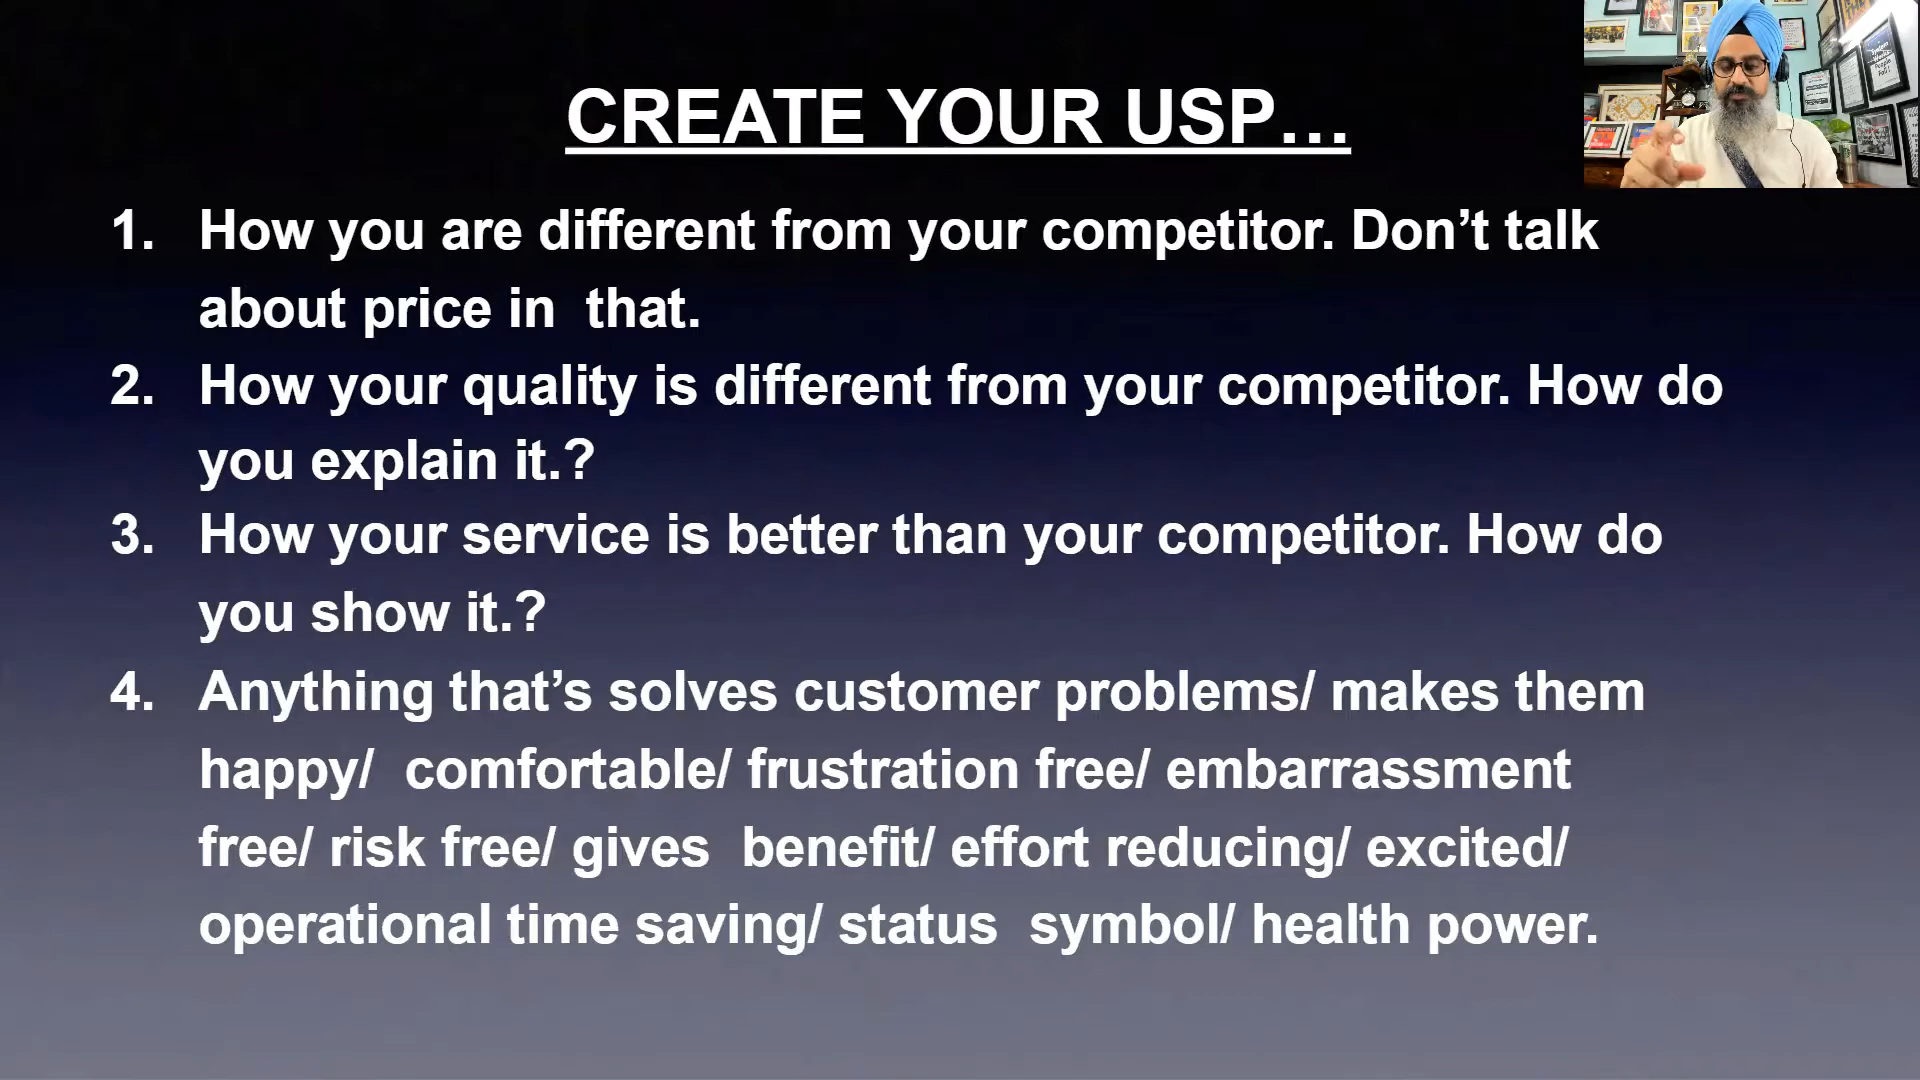 CREATE YOUR USP…
1. How you are different from your competitor. Don’t talk
about price in  that.
2. How your quality is different from your competitor. How do
you explain it.?
3. How your service is better than your competitor. How do
you show it.?
4. Anything that’s solves customer problems/ makes them
happy/  comfortable/ frustration free/ embarrassment
free/ risk free/ gives  benefit/ effort reducing/ excited/
operational time saving/ status  symbol/ health power.